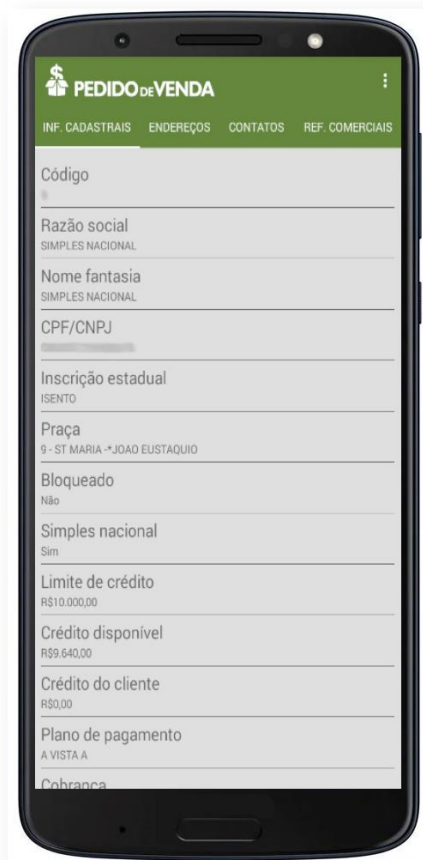 PEDIDO DE VENDA
INF. CADASTRAIS ENDEREÇOS CONTATOS REF. COMERCIAIS
Código
Razão social
SIMPLES NACIONAL
Nome fantasia
SIMPLES NACIONAL
CPF/CNPJ
Inscrição estadual
ISENTO
Praça
9 - ST MARIA -*JOAO EUSTAQUIO
Bloqueado
Não
Simples nacional
Sim
Limite de crédito
R$10.000,00
Crédito disponível
R$9.640,00
Crédito do cliente
R$0,00
Plano de pagamento
A VISTA A
Cobrança